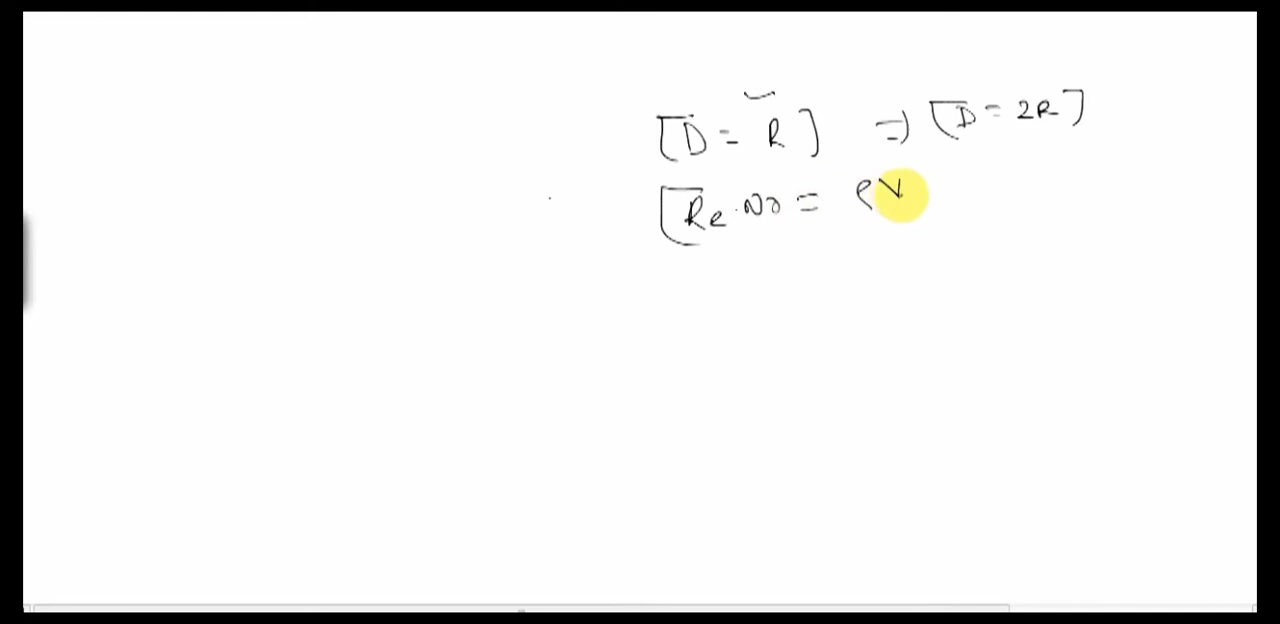 [D = R] => [D = 2R]
[Re.No = ρV